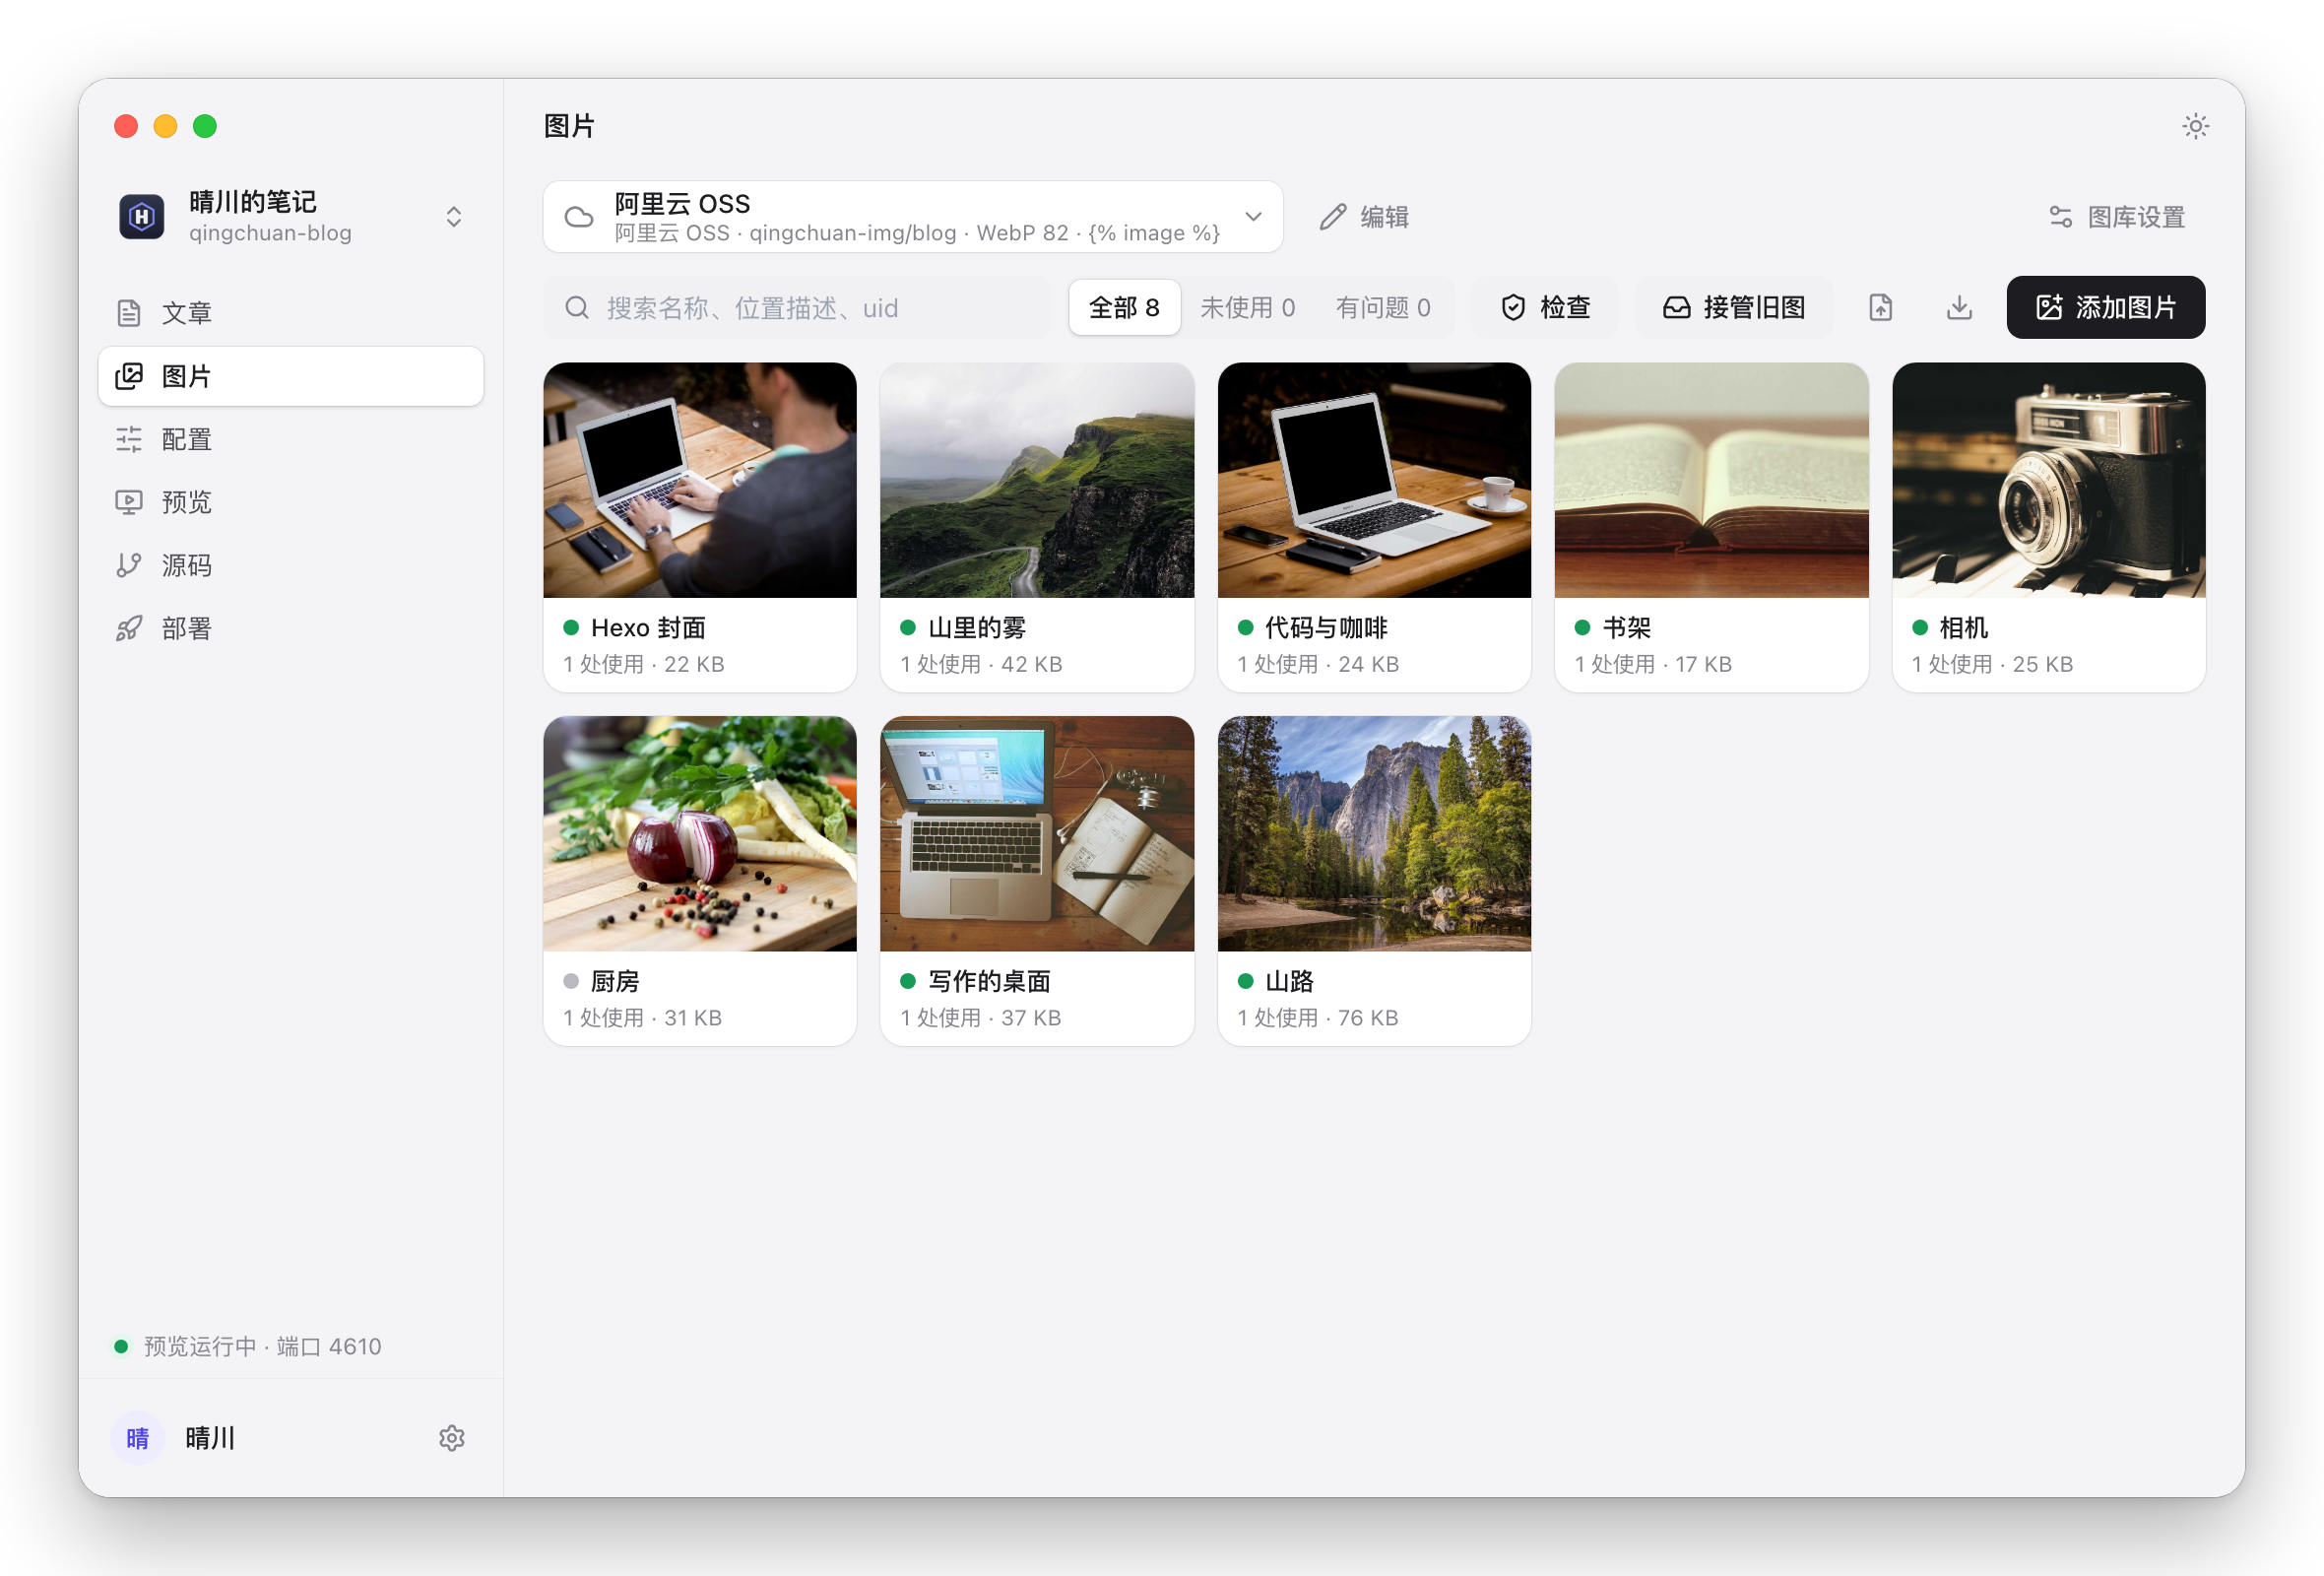 图片
晴川的笔记
qingchuan-blog
文章
图片
配置
预览
源码
部署
预览运行中 · 端口 4610
晴
晴川
阿里云 OSS
阿里云 OSS · qingchuan-img/blog · WebP 82 · {% image %}
编辑
图库设置
搜索名称、位置描述、uid
全部 8
未使用 0
有问题 0
检查
接管旧图
添加图片
Hexo 封面
1 处使用 · 22 KB
山里的雾
1 处使用 · 42 KB
代码与咖啡
1 处使用 · 24 KB
书架
1 处使用 · 17 KB
相机
1 处使用 · 25 KB
厨房
1 处使用 · 31 KB
写作的桌面
1 处使用 · 37 KB
山路
1 处使用 · 76 KB